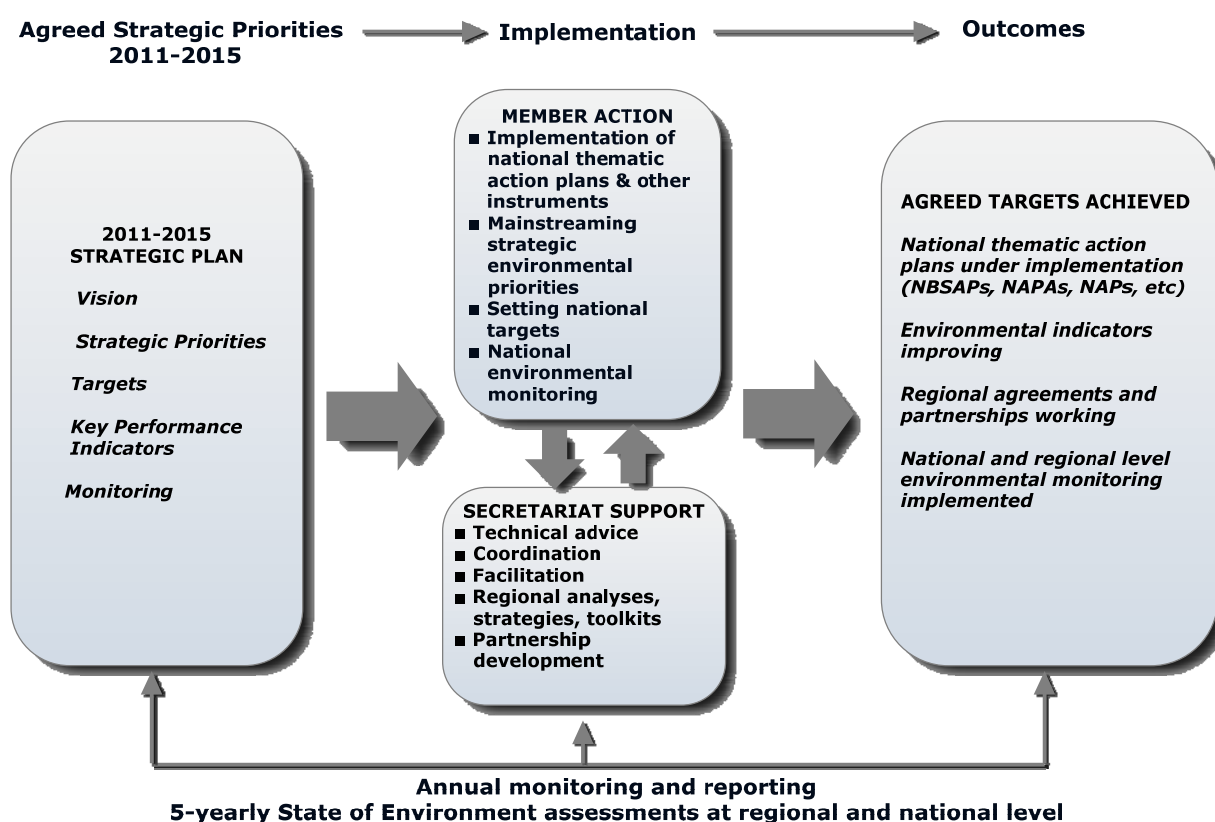 Agreed Strategic Priorities
2011-2015
Implementation
Outcomes
2011-2015
STRATEGIC PLAN
Vision
Strategic Priorities
Targets
Key Performance
Indicators
Monitoring
MEMBER ACTION
■ Implementation of
national thematic
action plans & other
instruments
■ Mainstreaming
strategic
environmental
priorities
■ Setting national
targets
■ National
environmental
monitoring
SECRETARIAT SUPPORT
■ Technical advice
■ Coordination
■ Facilitation
■ Regional analyses,
strategies, toolkits
■ Partnership
development
AGREED TARGETS ACHIEVED
National thematic action
plans under implementation
(NBSAPs, NAPAs, NAPs, etc)
Environmental indicators
improving
Regional agreements and
partnerships working
National and regional level
environmental monitoring
implemented
Annual monitoring and reporting
5-yearly State of Environment assessments at regional and national level